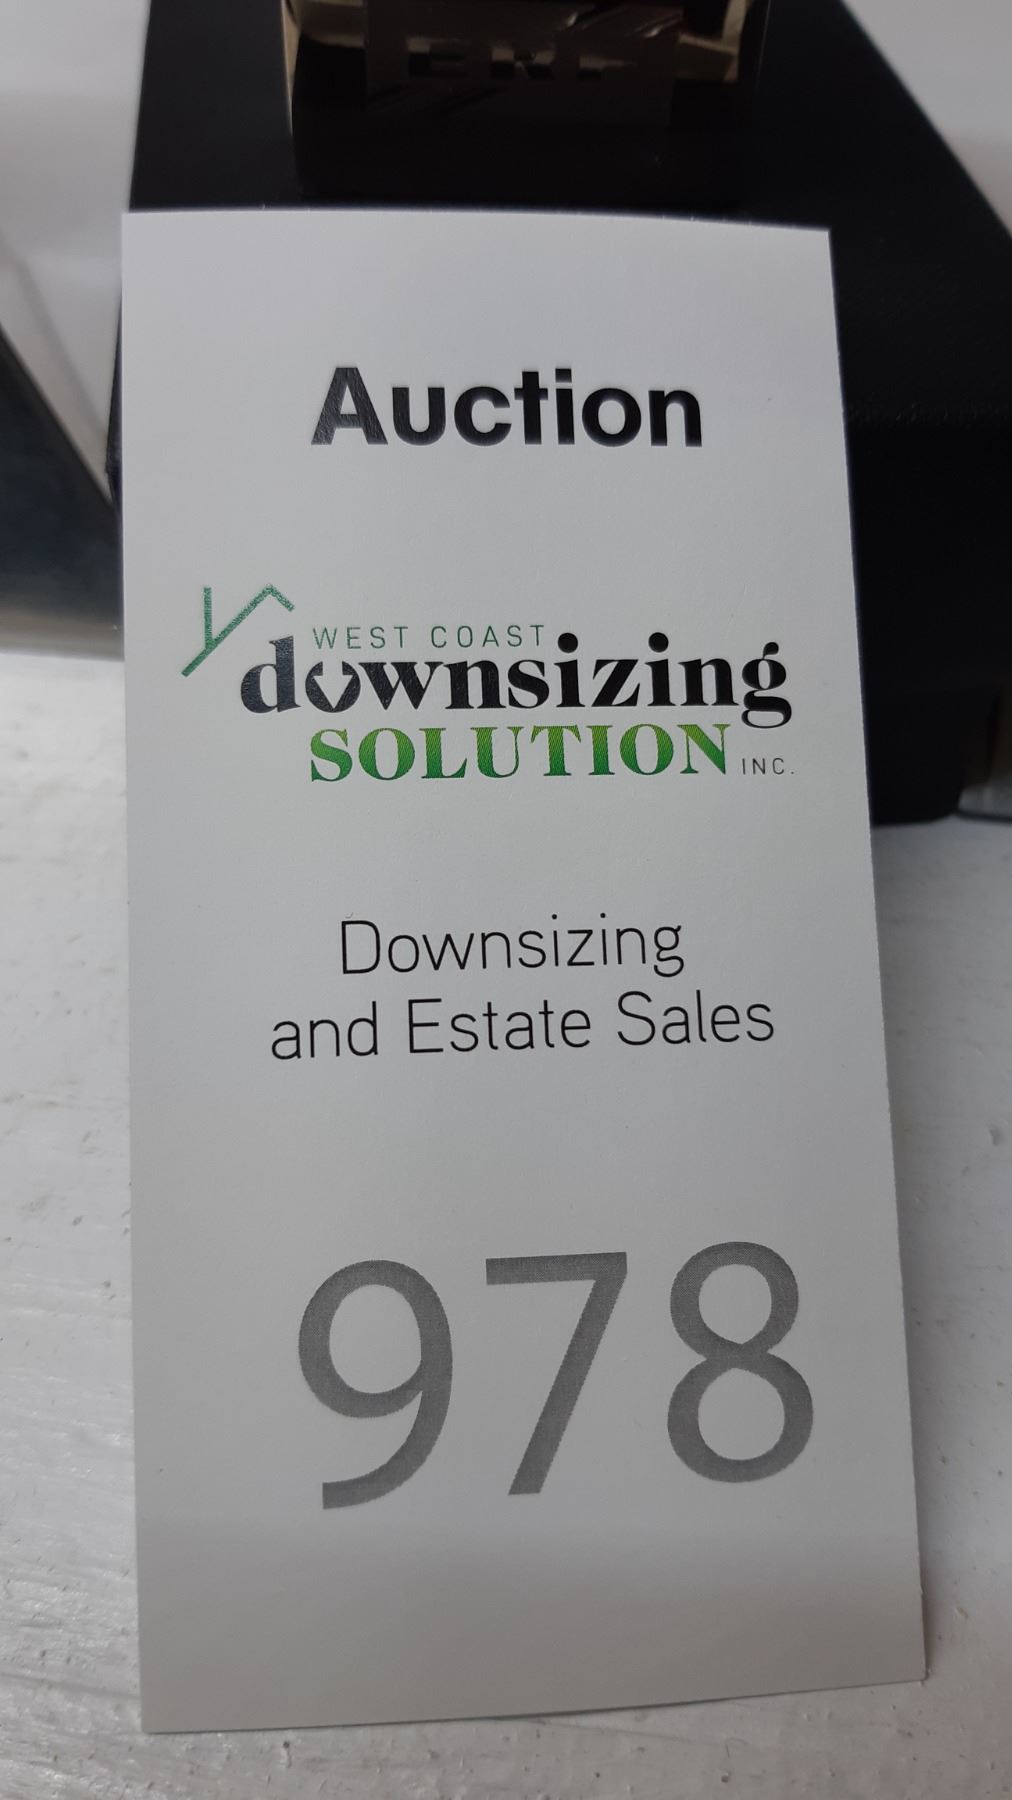 Auction
WEST COAST
downsizing
SOLUTION INC.
Downsizing
and Estate Sales
978